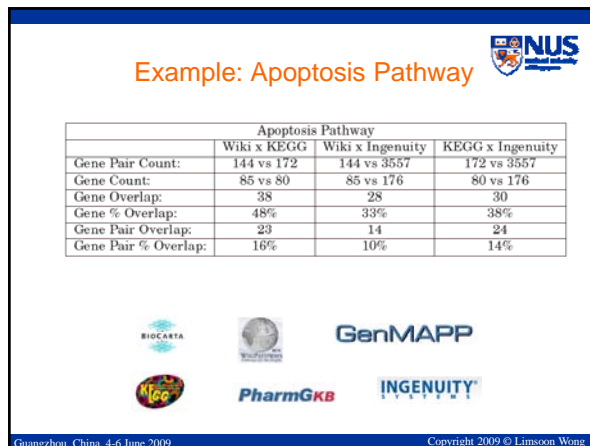 NUS
National University
Example: Apoptosis Pathway
Apoptosis Pathway
Wiki x KEGG Wiki x Ingenuity KEGG x Ingenuity
Gene Pair Count: 144 vs 172 144 vs 3557 172 vs 3557
Gene Count: 85 vs 80 85 vs 176 80 vs 176
Gene Overlap: 38 28 30
Gene % Overlap: 48% 33% 38%
Gene Pair Overlap: 23 14 24
Gene Pair % Overlap: 16% 10% 14%
BIOCARTA
WikiPathways
GenMAPP
KEGG
PharmGKB
INGENUITY
SYSTEMS
Guangzhou, China, 4-6 June 2009
Copyright 2009 © Limsoon Wong